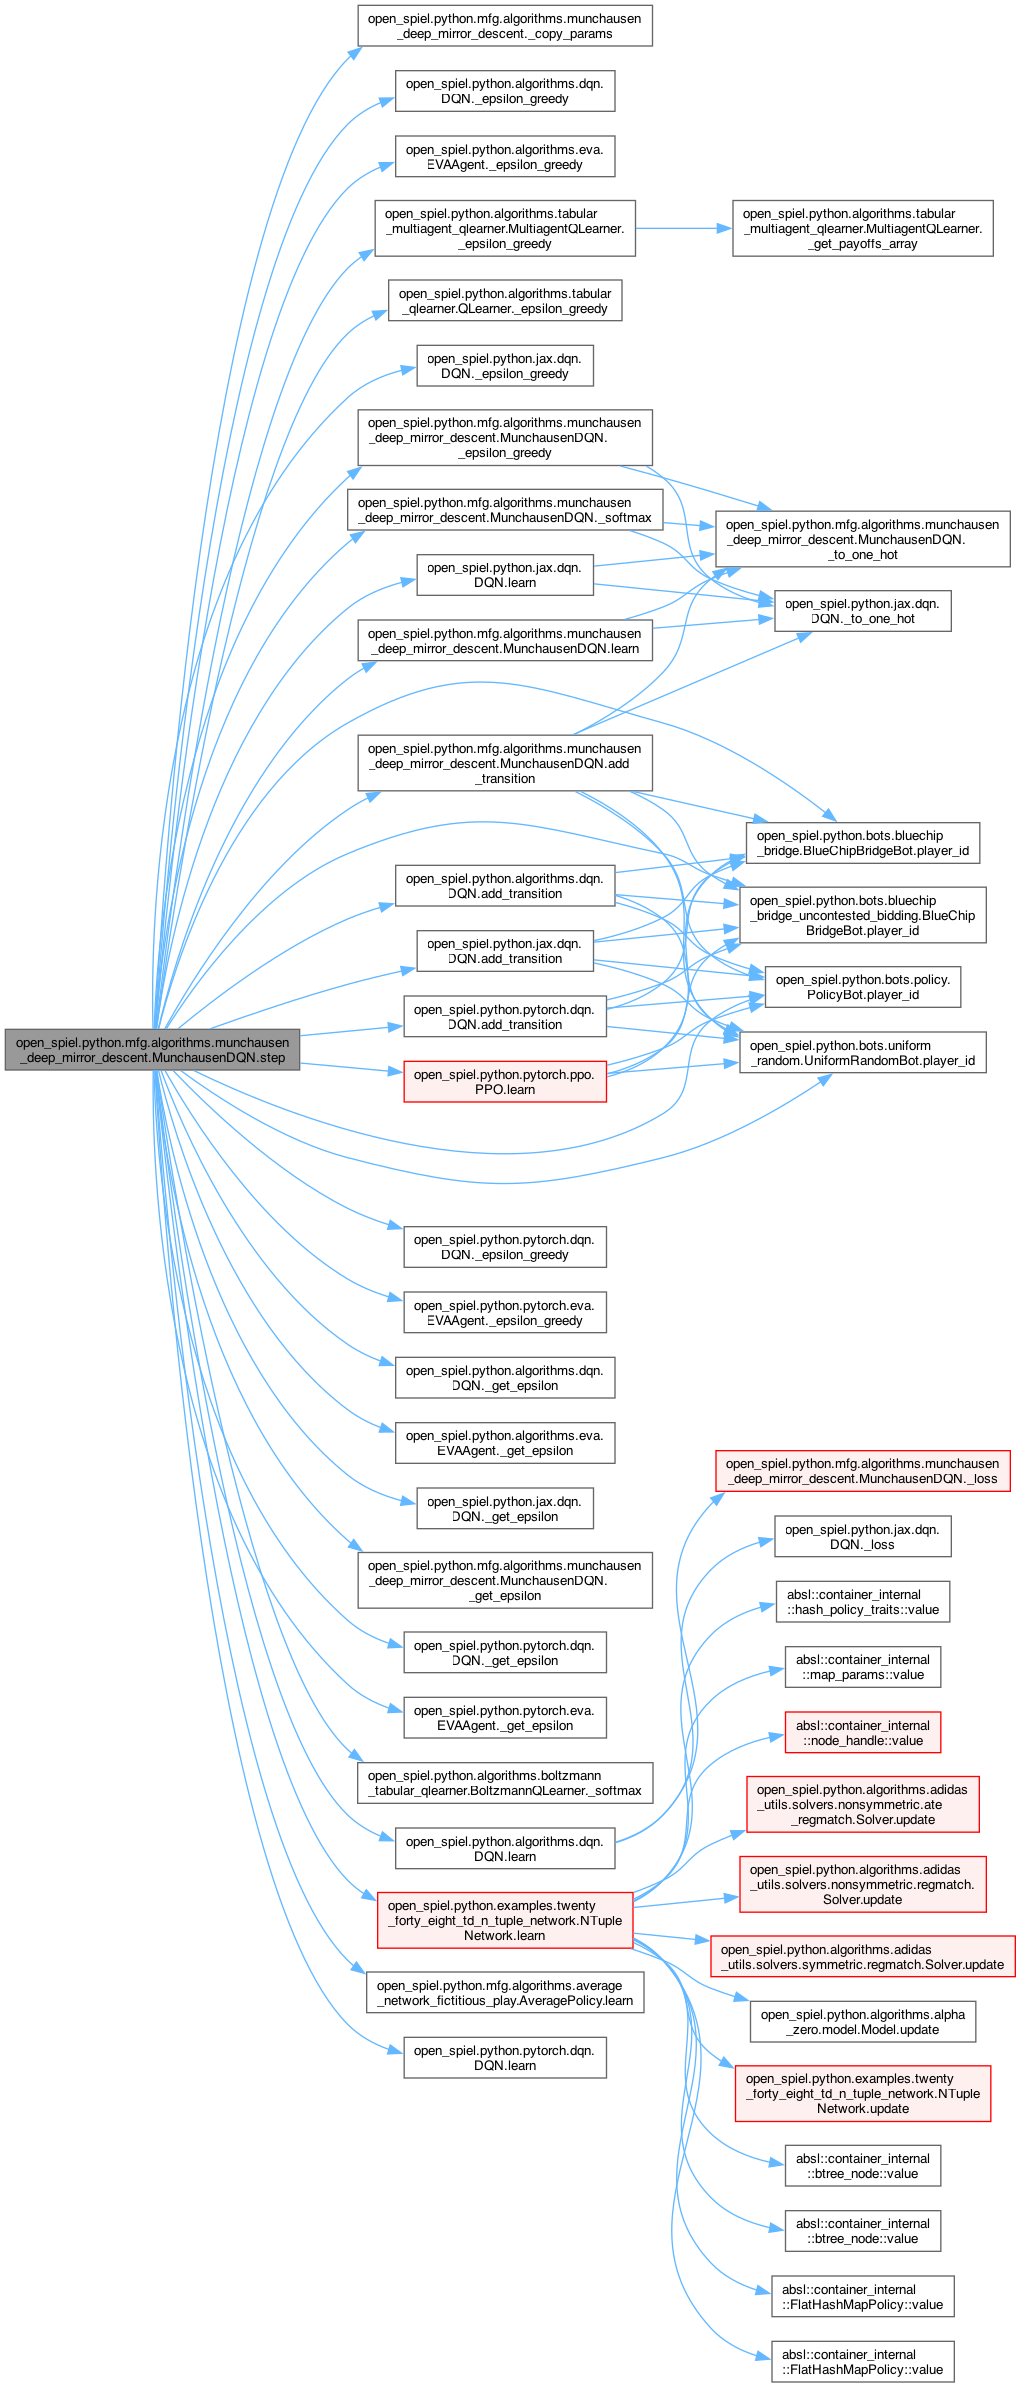 open_spiel.python.mfg.algorithms.munchausen
_deep_mirror_descent.MunchausenDQN.step
open_spiel.python.mfg.algorithms.munchausen
_deep_mirror_descent._copy_params
open_spiel.python.algorithms.dqn.
DQN._epsilon_greedy
open_spiel.python.algorithms.eva.
EVAAgent._epsilon_greedy
open_spiel.python.algorithms.tabular
_multiagent_qlearner.MultiagentQLearner.
_epsilon_greedy
open_spiel.python.algorithms.tabular
_multiagent_qlearner.MultiagentQLearner.
_get_payoffs_array
open_spiel.python.algorithms.tabular
_qlearner.QLearner._epsilon_greedy
open_spiel.python.jax.dqn.
DQN._epsilon_greedy
open_spiel.python.mfg.algorithms.munchausen
_deep_mirror_descent.MunchausenDQN.
_epsilon_greedy
open_spiel.python.mfg.algorithms.munchausen
_deep_mirror_descent.MunchausenDQN._softmax
open_spiel.python.mfg.algorithms.munchausen
_deep_mirror_descent.MunchausenDQN.
_to_one_hot
open_spiel.python.jax.dqn.
DQN.learn
open_spiel.python.jax.dqn.
DQN._to_one_hot
open_spiel.python.mfg.algorithms.munchausen
_deep_mirror_descent.MunchausenDQN.learn
open_spiel.python.mfg.algorithms.munchausen
_deep_mirror_descent.MunchausenDQN.add
_transition
open_spiel.python.bots.bluechip
_bridge.BlueChipBridgeBot.player_id
open_spiel.python.algorithms.dqn.
DQN.add_transition
open_spiel.python.bots.bluechip
_bridge_uncontested_bidding.BlueChip
BridgeBot.player_id
open_spiel.python.jax.dqn.
DQN.add_transition
open_spiel.python.bots.policy.
PolicyBot.player_id
open_spiel.python.pytorch.dqn.
DQN.add_transition
open_spiel.python.bots.uniform
_random.UniformRandomBot.player_id
open_spiel.python.pytorch.ppo.
PPO.learn
open_spiel.python.pytorch.dqn.
DQN._epsilon_greedy
open_spiel.python.pytorch.eva.
EVAAgent._epsilon_greedy
open_spiel.python.algorithms.dqn.
DQN._get_epsilon
open_spiel.python.algorithms.eva.
EVAAgent._get_epsilon
open_spiel.python.jax.dqn.
DQN._get_epsilon
open_spiel.python.mfg.algorithms.munchausen
_deep_mirror_descent.MunchausenDQN.
_get_epsilon
open_spiel.python.pytorch.dqn.
DQN._get_epsilon
open_spiel.python.pytorch.eva.
EVAAgent._get_epsilon
open_spiel.python.algorithms.boltzmann
_tabular_qlearner.BoltzmannQLearner._softmax
open_spiel.python.algorithms.dqn.
DQN.learn
open_spiel.python.examples.twenty
_forty_eight_td_n_tuple_network.NTuple
Network.learn
open_spiel.python.mfg.algorithms.average
_network_fictitious_play.AveragePolicy.learn
open_spiel.python.pytorch.dqn.
DQN.learn
open_spiel.python.mfg.algorithms.munchausen
_deep_mirror_descent.MunchausenDQN._loss
open_spiel.python.jax.dqn.
DQN._loss
absl::container_internal
::hash_policy_traits::value
absl::container_internal
::map_params::value
absl::container_internal
::node_handle::value
open_spiel.python.algorithms.adidas
_utils.solvers.nonsymmetric.ate
_regmatch.Solver.update
open_spiel.python.algorithms.adidas
_utils.solvers.nonsymmetric.regmatch.
Solver.update
open_spiel.python.algorithms.adidas
_utils.solvers.symmetric.regmatch.Solver.update
open_spiel.python.algorithms.alpha
_zero.model.Model.update
open_spiel.python.examples.twenty
_forty_eight_td_n_tuple_network.NTuple
Network.update
absl::container_internal
::btree_node::value
absl::container_internal
::btree_node::value
absl::container_internal
::FlatHashMapPolicy::value
absl::container_internal
::FlatHashMapPolicy::value